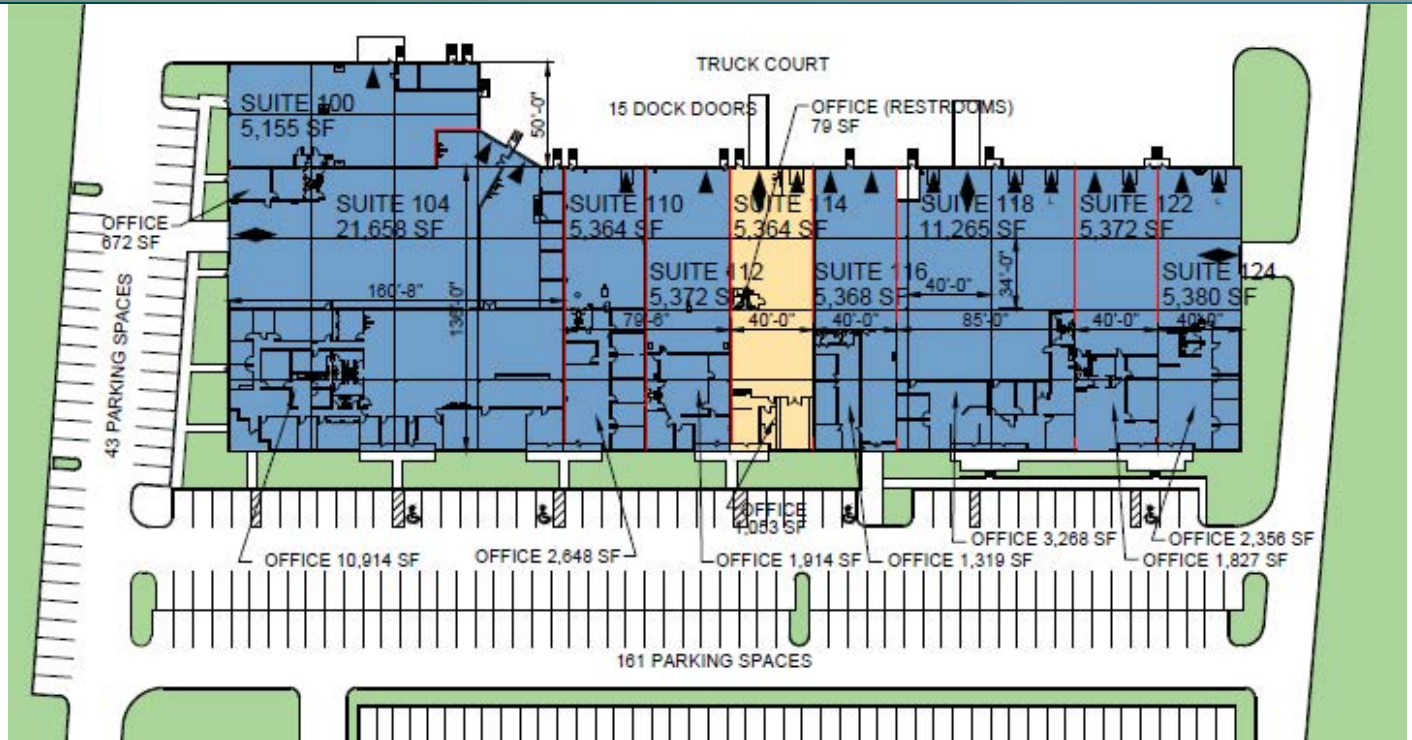 TRUCK COURT
15 DOCK DOORS
OFFICE (RESTROOMS)
79 SF
50'-0"
SUITE 100
5,155 SF
OFFICE
672 SF
SUITE 104
21,658 SF
SUITE 110
5,364 SF
SUITE 114
5,364 SF
SUITE 118
11,265 SF
SUITE 122
5,372 SF
SUITE 112
5,372 SF
SUITE 116
5,368 SF
SUITE 124
5,380 SF
160'-8"
136'-0"
79'-6"
40'-0"
40'-0"
40'-0"
34'-0"
85'-0"
40'-0"
40'-0"
43 PARKING SPACES
OFFICE
1,053 SF
OFFICE 10,914 SF
OFFICE 2,648 SF
OFFICE 1,914 SF
OFFICE 1,319 SF
OFFICE 3,268 SF
OFFICE 2,356 SF
OFFICE 1,827 SF
161 PARKING SPACES